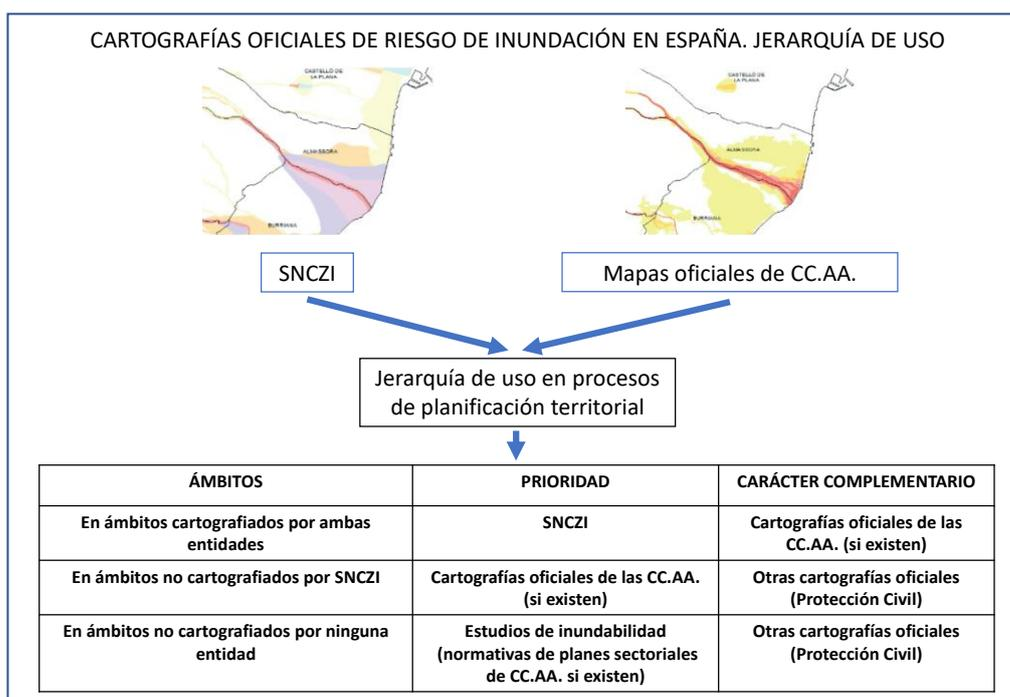 CARTOGRAFÍAS OFICIALES DE RIESGO DE INUNDACIÓN EN ESPAÑA. JERARQUÍA DE USO
CASTELLÓ DE
LA PLANA
ALMASSORA
BURRIANA
CASTELLÓ DE
LA PLANA
ALMASSORA
BURRIANA
SNCZI
Mapas oficiales de CC.AA.
Jerarquía de uso en procesos
de planificación territorial
ÁMBITOS
PRIORIDAD
CARÁCTER COMPLEMENTARIO
En ámbitos cartografiados por ambas
entidades
SNCZI
Cartografías oficiales de las
CC.AA. (si existen)
En ámbitos no cartografiados por SNCZI
Cartografías oficiales de las CC.AA.
(si existen)
Otras cartografías oficiales
(Protección Civil)
En ámbitos no cartografiados por ninguna
entidad
Estudios de inundabilidad
(normativas de planes sectoriales
de CC.AA. si existen)
Otras cartografías oficiales
(Protección Civil)